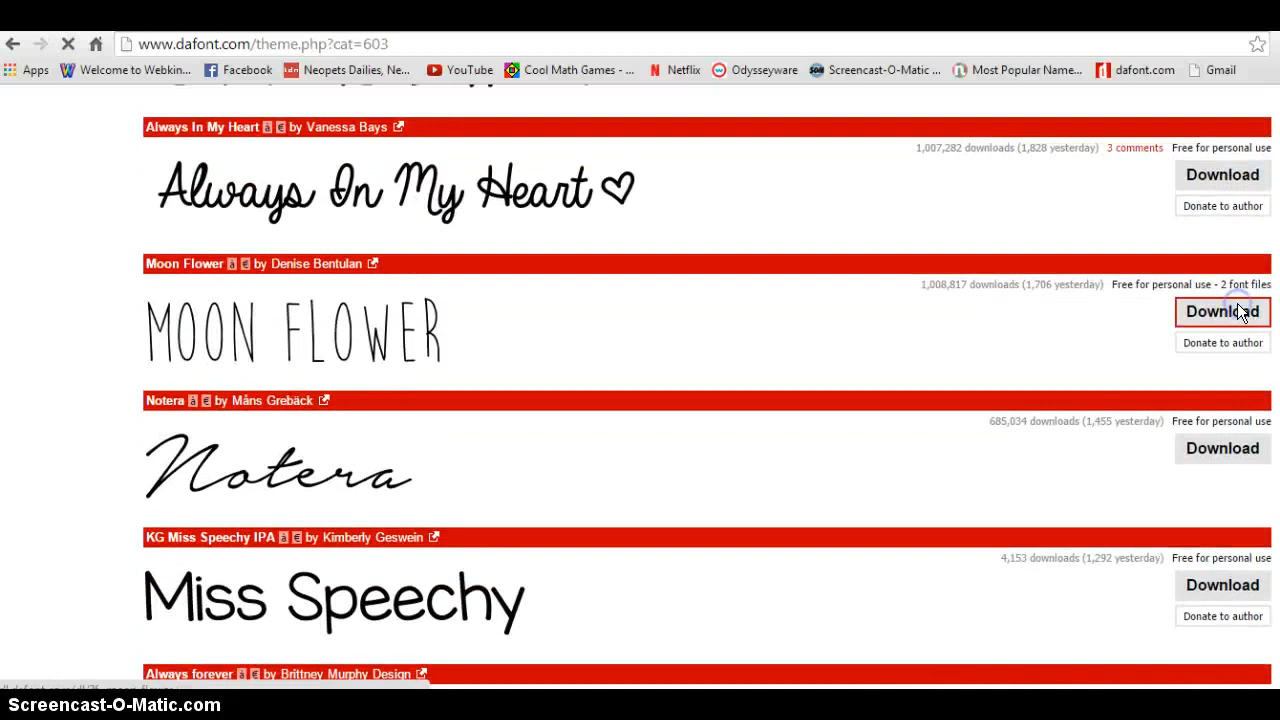 www.dafont.com/theme.php?cat=603
Apps Welcome to Webkin... Facebook Neopets Dailies, Ne... YouTube Cool Math Games - ... Netflix Odysseyware Screencast-O-Matic ... Most Popular Name... dafont.com Gmail
Always In My Heart à € by Vanessa Bays
1,007,282 downloads (1,828 yesterday) 3 comments Free for personal use
Always In My Heart
Download
Donate to author
Moon Flower à € by Denise Bentulan
1,008,817 downloads (1,706 yesterday) Free for personal use - 2 font files
MOON FLOWER
Download
Donate to author
Notera à € by Måns Grebäck
685,034 downloads (1,455 yesterday) Free for personal use
Notera
Download
KG Miss Speechy IPA à € by Kimberly Geswein
4,153 downloads (1,292 yesterday) Free for personal use
Miss Speechy
Download
Donate to author
Always forever à € by Brittney Murphy Design
Screencast-O-Matic.com